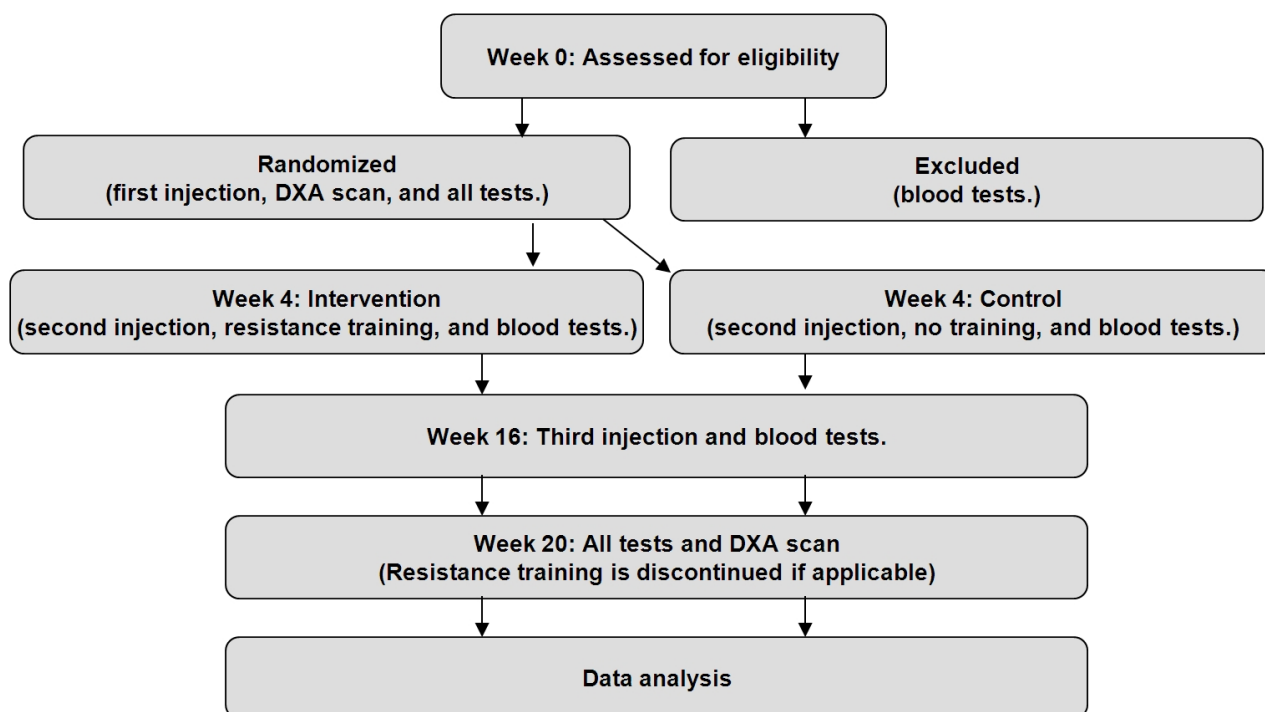 Week 0: Assessed for eligibility
Randomized
(first injection, DXA scan, and all tests.)
Excluded
(blood tests.)
Week 4: Intervention
(second injection, resistance training, and blood tests.)
Week 4: Control
(second injection, no training, and blood tests.)
Week 16: Third injection and blood tests.
Week 20: All tests and DXA scan
(Resistance training is discontinued if applicable)
Data analysis